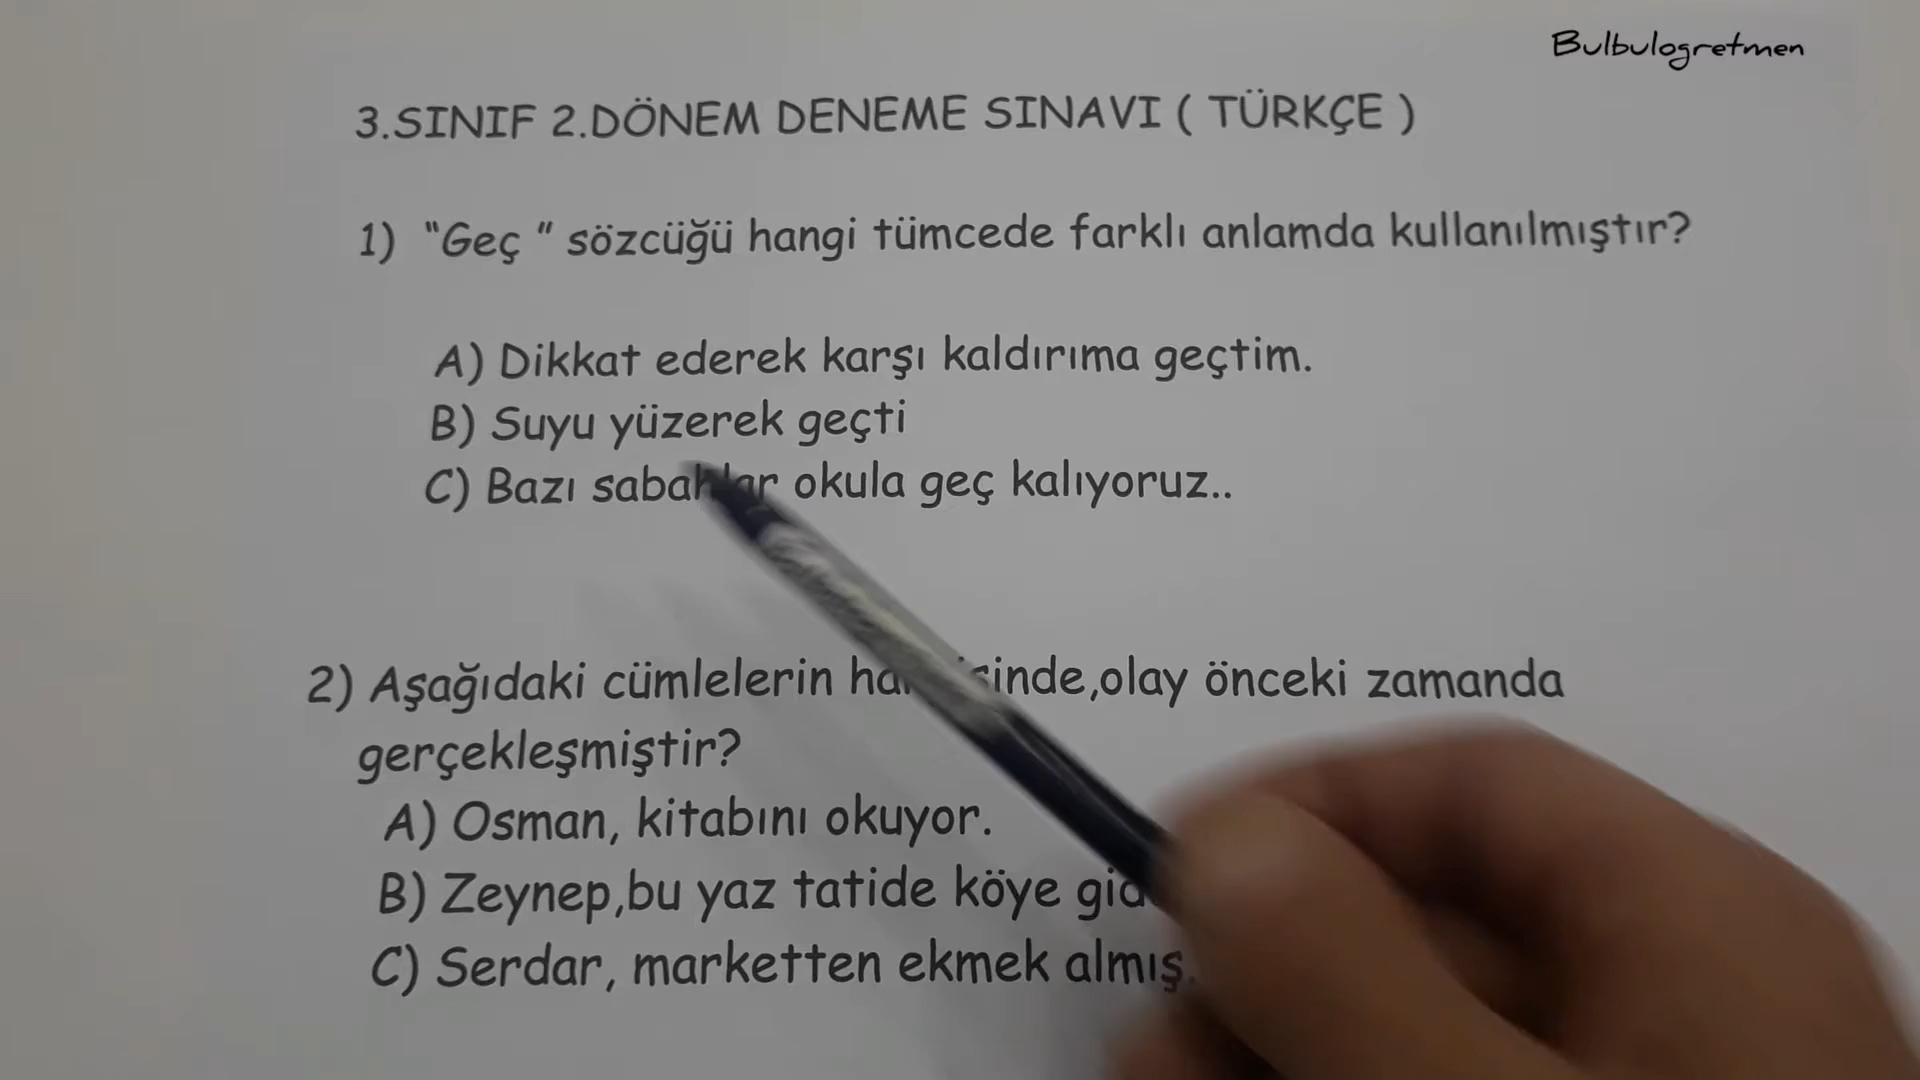 Bulbulogretmen
3.SINIF 2.DÖNEM DENEME SINAVI ( TÜRKÇE )
1) “Geç ” sözcüğü hangi tümcede farklı anlamda kullanılmıştır?
A) Dikkat ederek karşı kaldırıma geçtim.
B) Suyu yüzerek geçti
C) Bazı sabahlar okula geç kalıyoruz..
2) Aşağıdaki cümlelerin hangisinde,olay önceki zamanda
gerçekleşmiştir?
A) Osman, kitabını okuyor.
B) Zeynep,bu yaz tatide köye
C) Serdar, marketten ekmek almış.